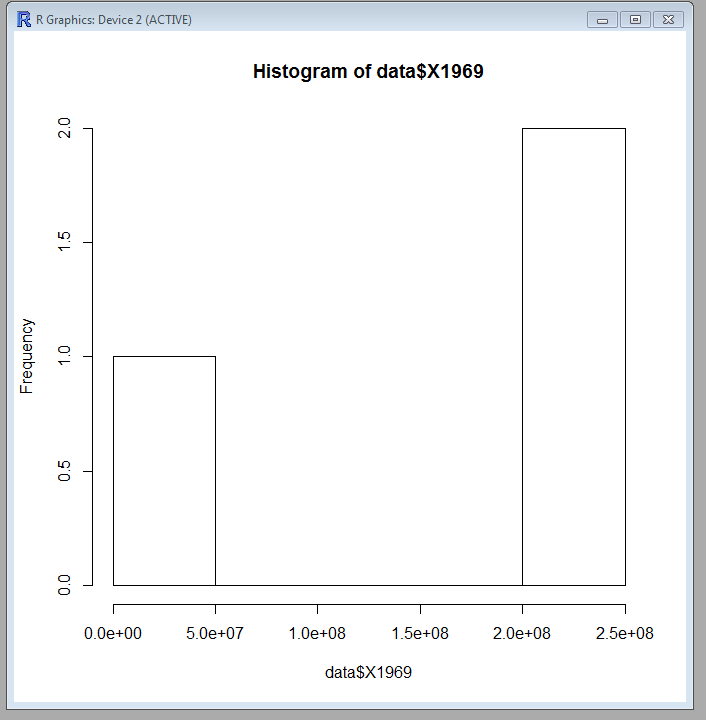 R Graphics: Device 2 (ACTIVE)
Histogram of data$X1969
2.0
1.5
1.0
0.5
0.0
Frequency
0.0e+00 5.0e+07 1.0e+08 1.5e+08 2.0e+08 2.5e+08
data$X1969